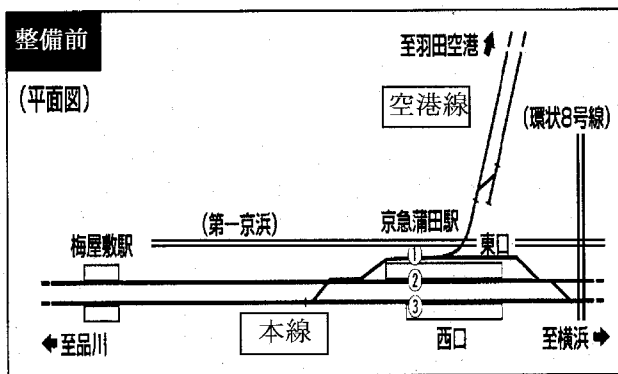 整備前
(平面図)
至羽田空港
空港線
(環状8号線)
(第一京浜)
京急蒲田駅
東口
梅屋敷駅
①
②
③
至品川
本線
西口
至横浜